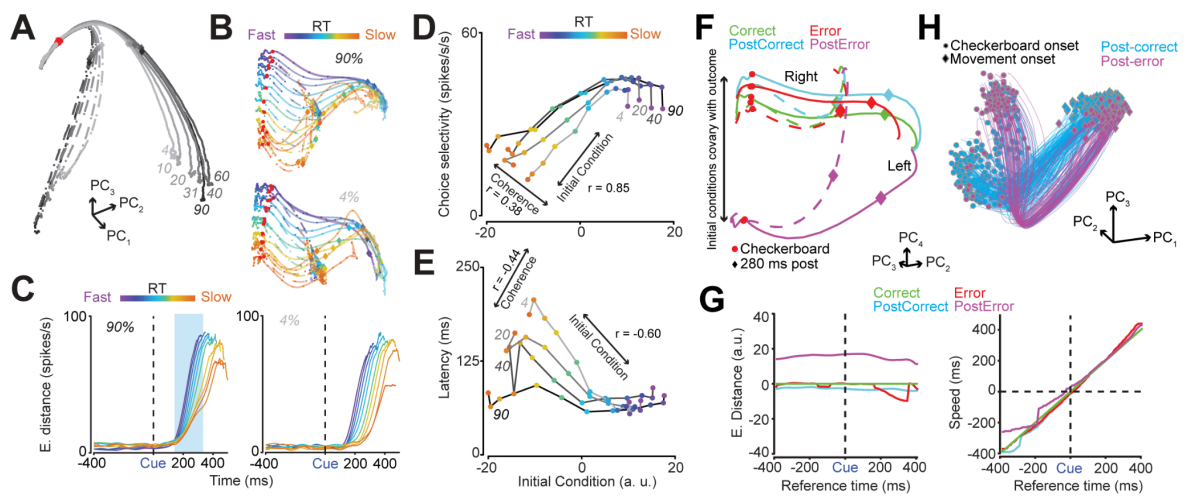 A
PC3
PC2
PC1
4
10
20
31
90
40
60
B
RT
Fast
Slow
90%
4%
C
RT
Fast
Slow
E. distance (spikes/s)
100
0
90%
-400
Cue
200
400
100
0
4%
-400
Cue
200
400
Time (ms)
D
RT
Fast
Slow
Choice selectivity (spikes/s/s)
60
0
Coherence
r = 0.38
Initial Condition
r = 0.85
4
20
40
90
-20
0
20
E
Latency (ms)
250
125
0
r = -0.44
Coherence
Initial Condition
r = -0.60
4
20
40
90
-20
0
20
Initial Condition (a. u.)
F
Correct
Error
PostCorrect
PostError
Initial conditions covary with outcome
Right
Left
Checkerboard
280 ms post
PC4
PC3
PC2
G
Correct
Error
PostCorrect
PostError
E. Distance (a.u.)
40
20
0
-20
-40
-400
Cue
200
400
Reference time (ms)
Speed (ms)
400
200
0
-200
-400
-400
Cue
200
400
Reference time (ms)
H
Checkerboard onset
Movement onset
Post-correct
Post-error
PC3
PC2
PC1